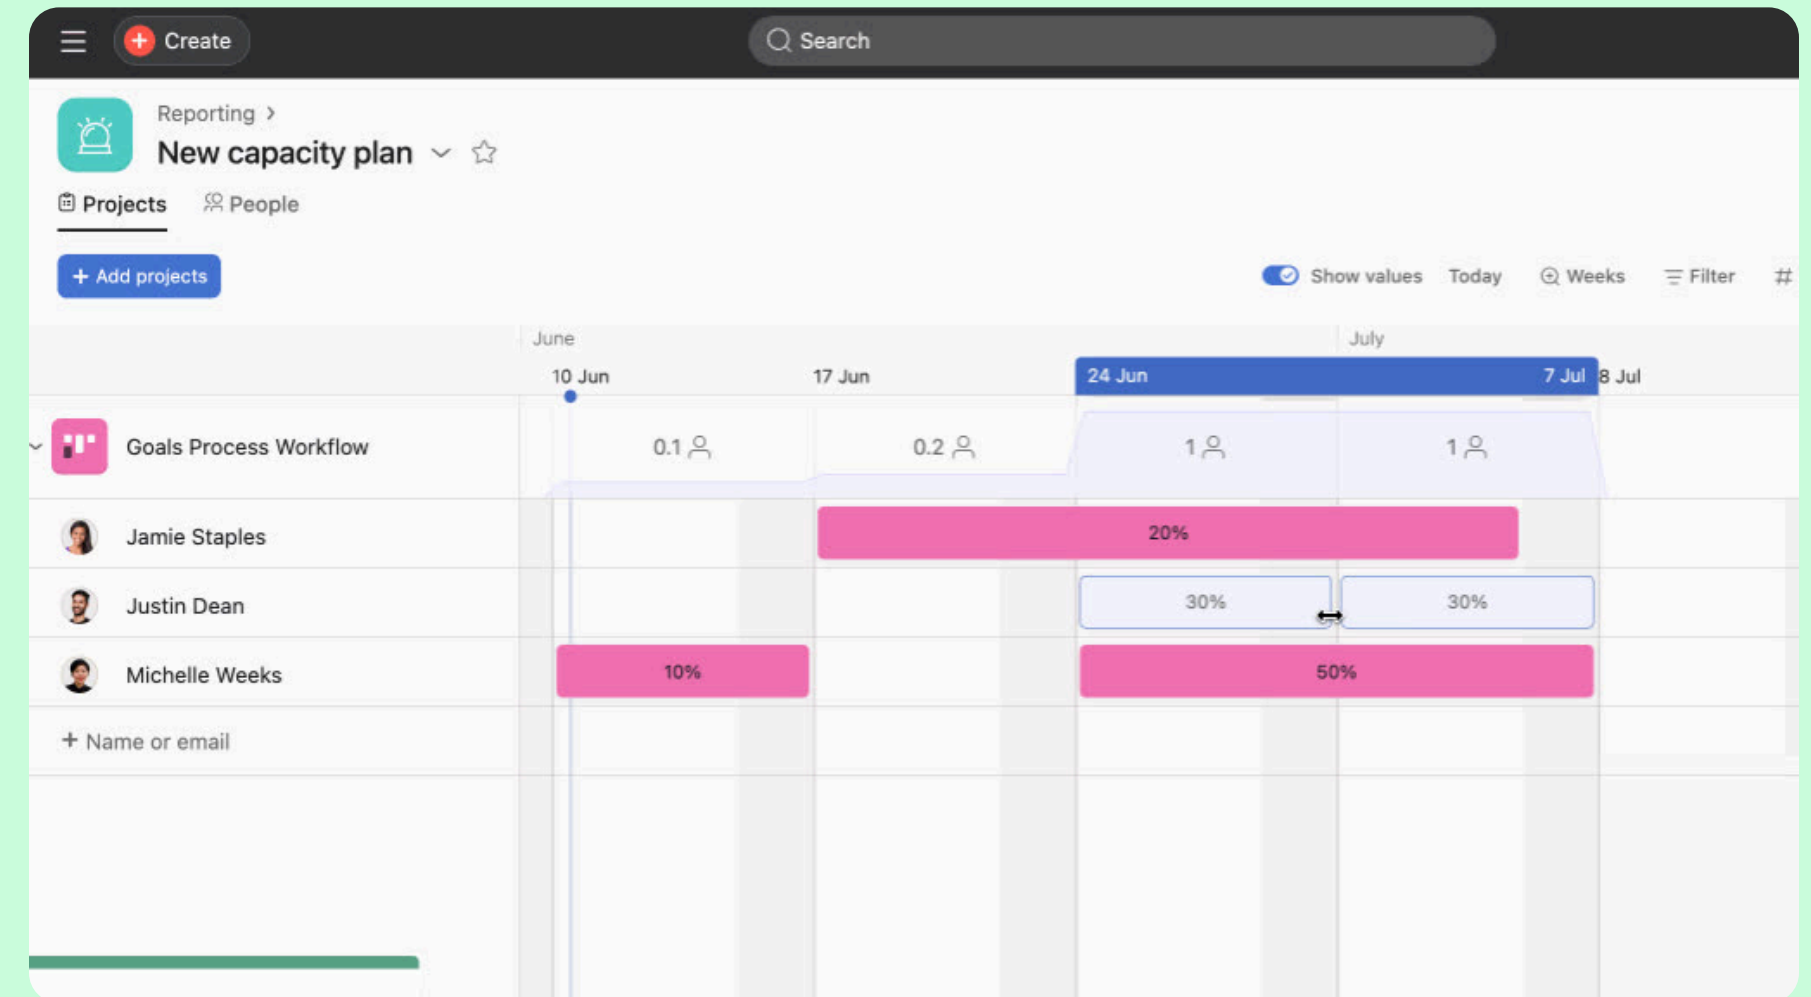 Create
Search
Reporting
New capacity plan
Projects People
+ Add projects
Show values Today Weeks Filter #
June July
10 Jun 17 Jun 24 Jun 7 Jul 8 Jul
Goals Process Workflow 0.1 0.2 1 1
Jamie Staples 20%
Justin Dean 30% 30%
Michelle Weeks 10% 50%
+ Name or email